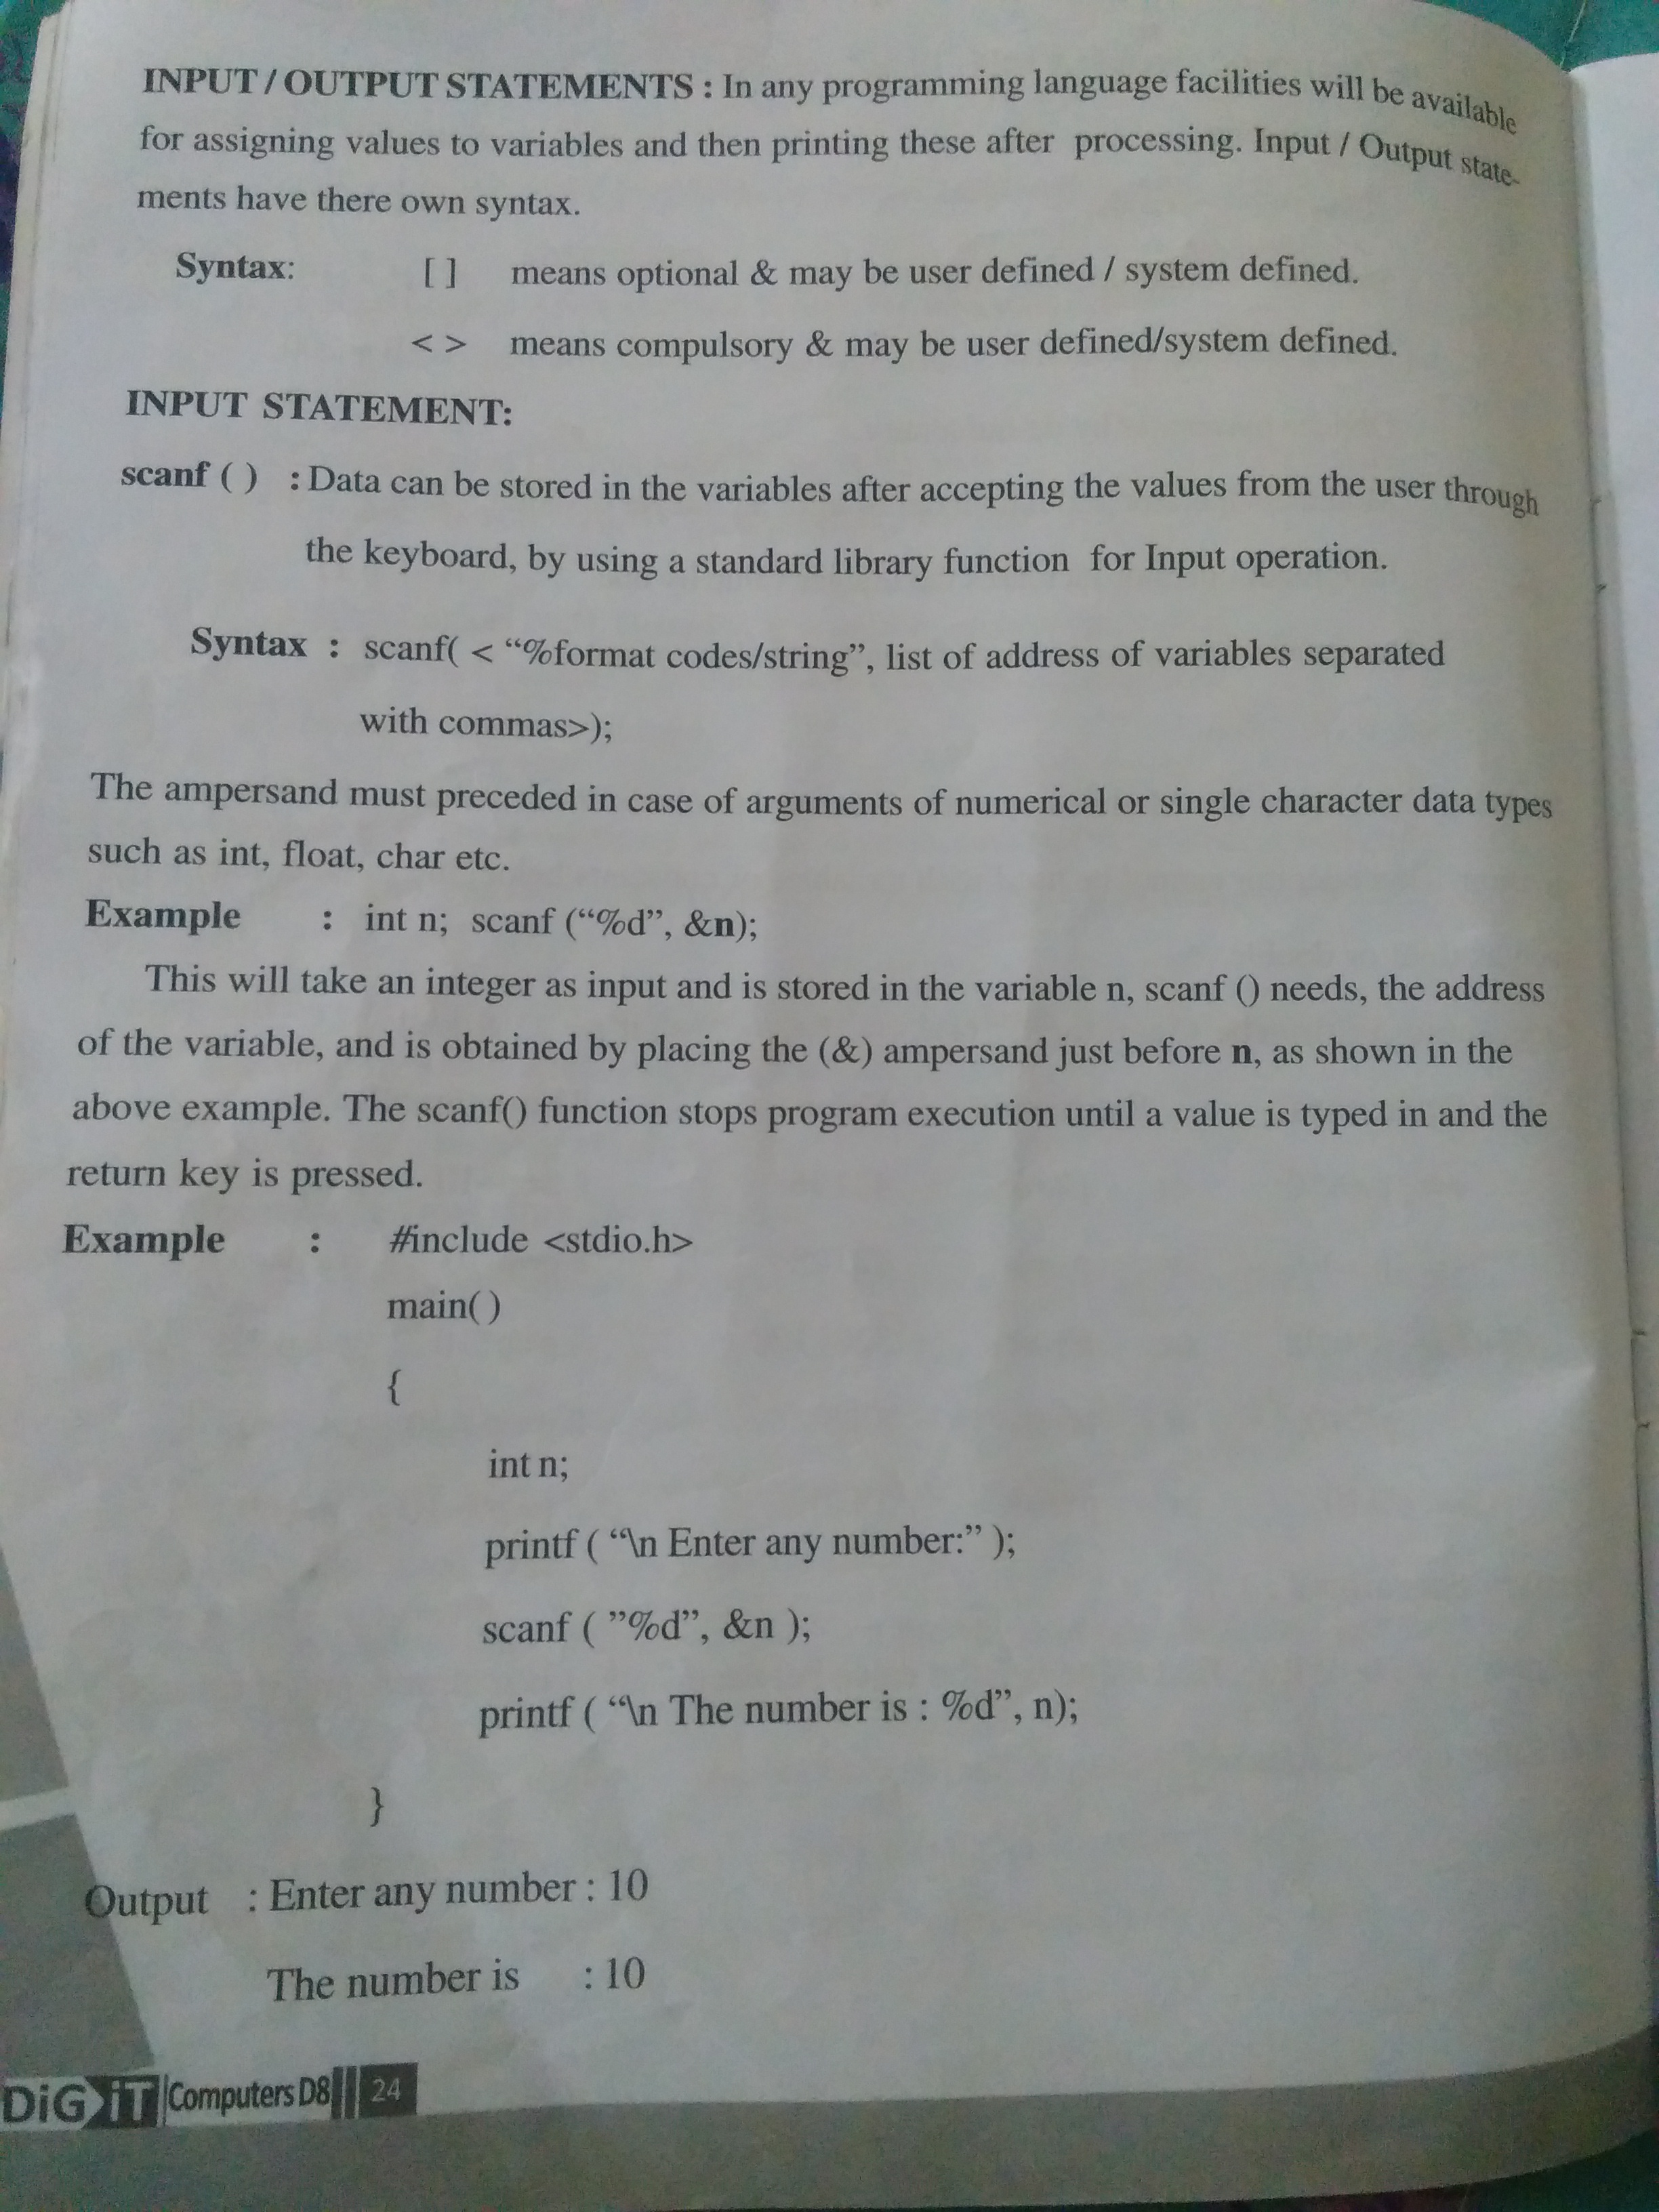 INPUT / OUTPUT STATEMENTS : In any programming language facilities will be available
for assigning values to variables and then printing these after processing. Input / Output state-
ments have there own syntax.
Syntax: [ ] means optional & may be user defined / system defined.
< > means compulsory & may be user defined/system defined.
INPUT STATEMENT:
scanf ( ) : Data can be stored in the variables after accepting the values from the user through
the keyboard, by using a standard library function for Input operation.
Syntax : scanf( < “%format codes/string”, list of address of variables separated
with commas>);
The ampersand must preceded in case of arguments of numerical or single character data types
such as int, float, char etc.
Example : int n; scanf (“%d”, &n);
This will take an integer as input and is stored in the variable n, scanf () needs, the address
of the variable, and is obtained by placing the (&) ampersand just before n, as shown in the
above example. The scanf() function stops program execution until a value is typed in and the
return key is pressed.
Example : #include <stdio.h>
main( )
{
int n;
printf ( “\n Enter any number:” );
scanf ( ”%d”, &n );
printf ( “\n The number is : %d”, n);
}
Output : Enter any number : 10
The number is : 10
DiGiT Computers D8 24